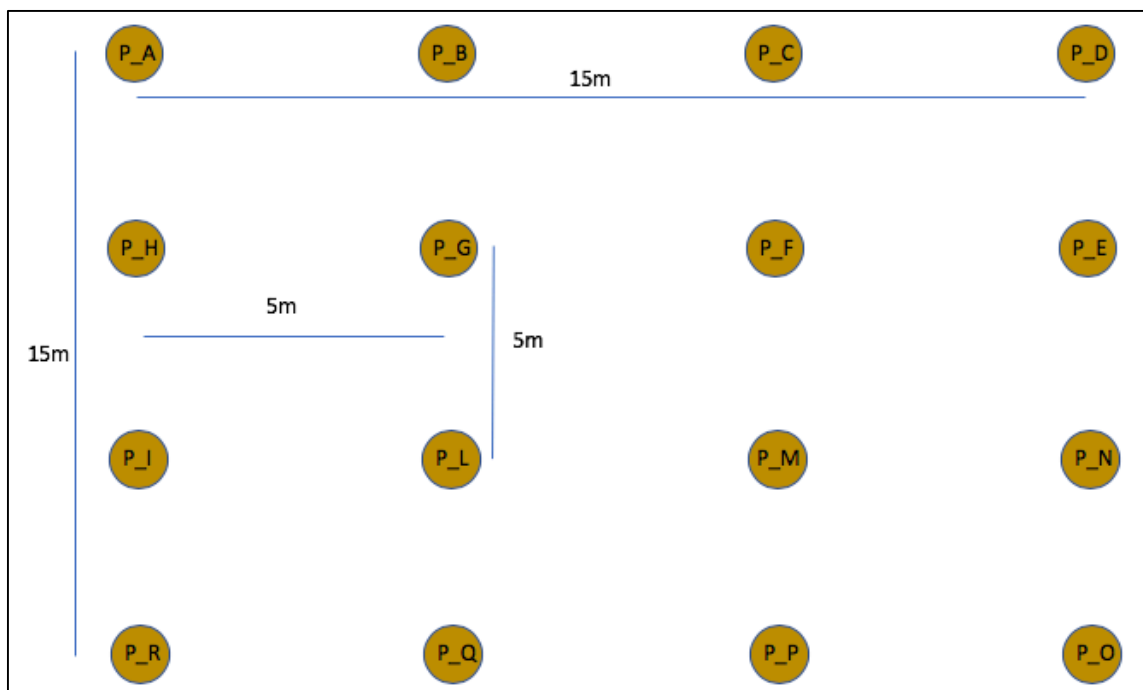 P_A P_B P_C P_D
15m
P_H P_G P_F P_E
5m
5m
15m
P_I P_L P_M P_N
P_R P_Q P_P P_O